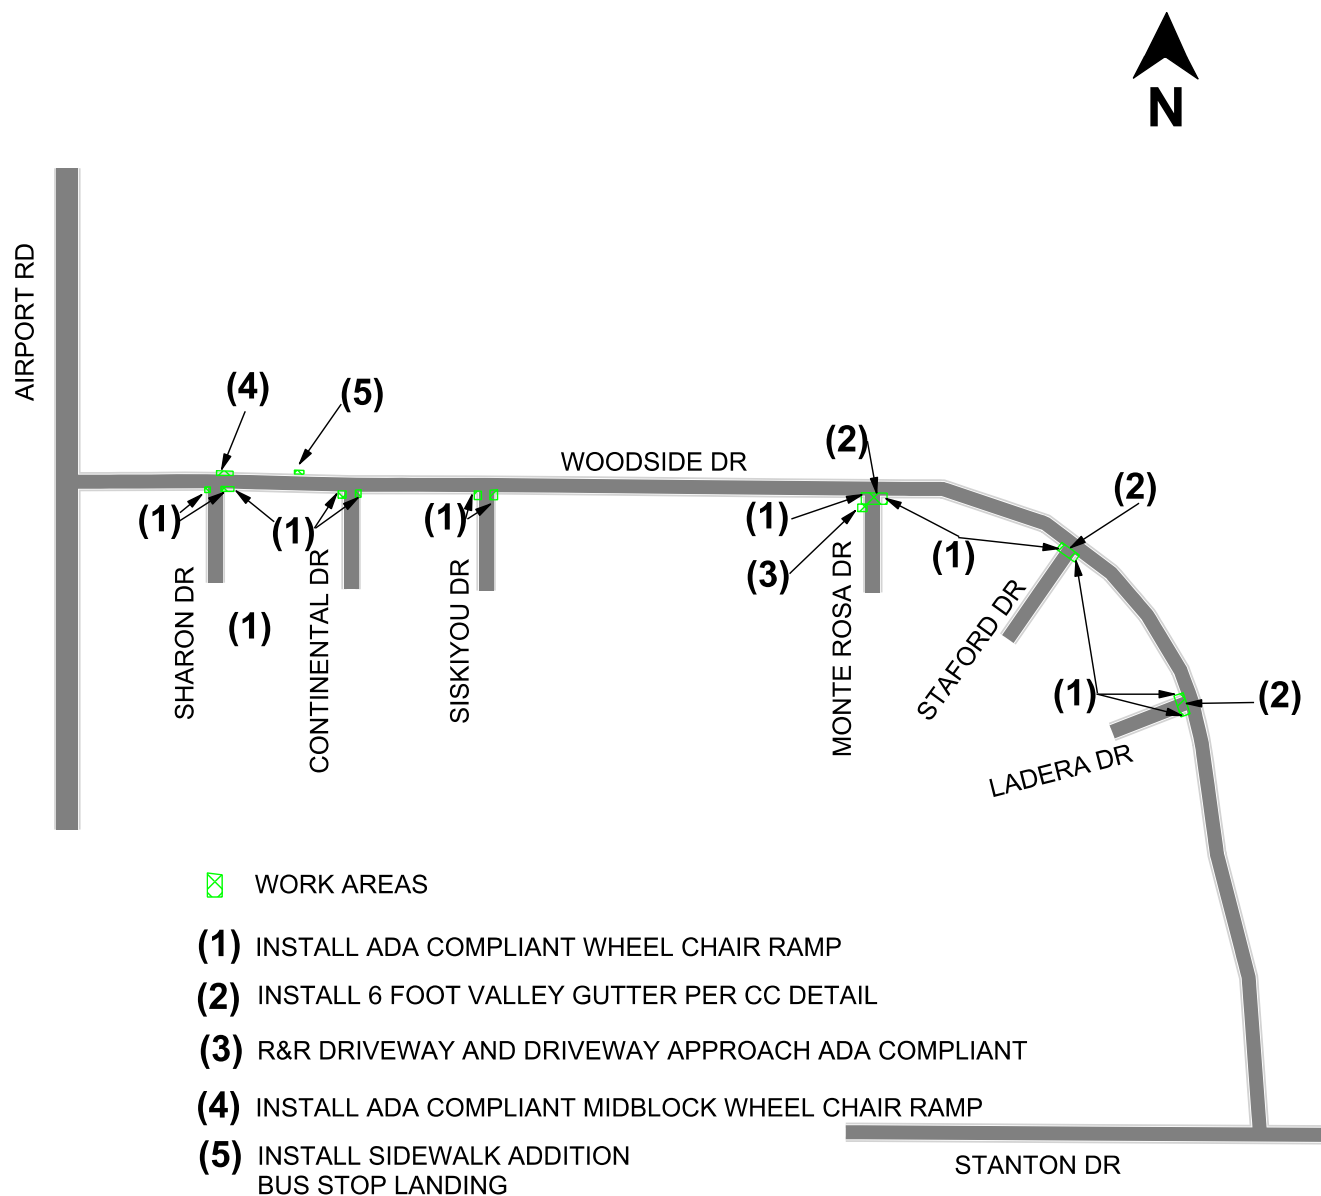 N
AIRPORT RD
(4)
(5)
(2)
WOODSIDE DR
(2)
(1)
(1)
(1)
(1)
(1)
(3)
SHARON DR
(1)
CONTINENTAL DR
SISKIYOU DR
MONTE ROSA DR
STAFORD DR
(1)
(2)
LADERA DR
WORK AREAS
(1) INSTALL ADA COMPLIANT WHEEL CHAIR RAMP
(2) INSTALL 6 FOOT VALLEY GUTTER PER CC DETAIL
(3) R&R DRIVEWAY AND DRIVEWAY APPROACH ADA COMPLIANT
(4) INSTALL ADA COMPLIANT MIDBLOCK WHEEL CHAIR RAMP
(5) INSTALL SIDEWALK ADDITION
BUS STOP LANDING
STANTON DR